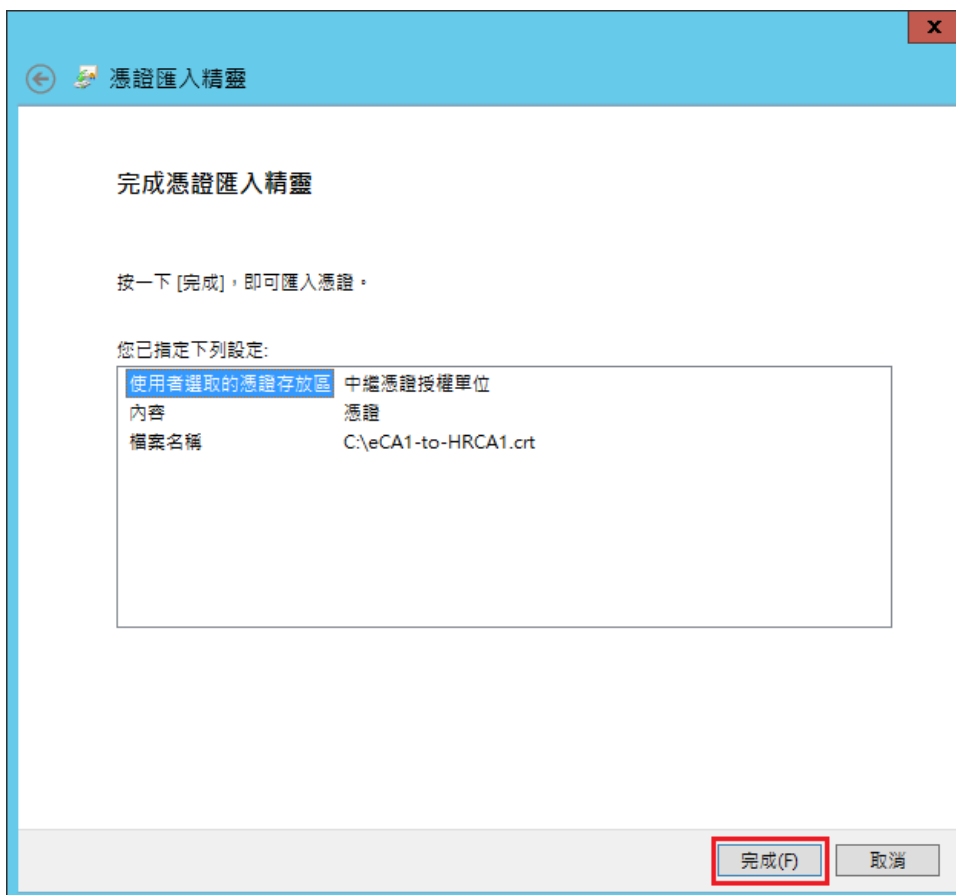 x
憑證匯入精靈
完成憑證匯入精靈
按一下 [完成]，即可匯入憑證。
您已指定下列設定:
使用者選取的憑證存放區 中繼憑證授權單位
內容 憑證
檔案名稱 C:\eCA1-to-HRCA1.crt
完成(F) 取消